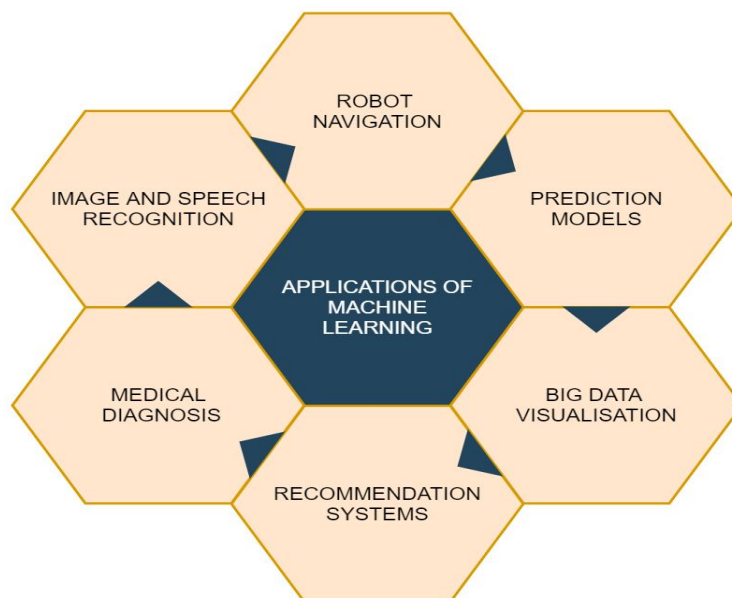 ROBOT
NAVIGATION
IMAGE AND SPEECH
RECOGNITION
PREDICTION
MODELS
APPLICATIONS OF
MACHINE
LEARNING
MEDICAL
DIAGNOSIS
BIG DATA
VISUALISATION
RECOMMENDATION
SYSTEMS